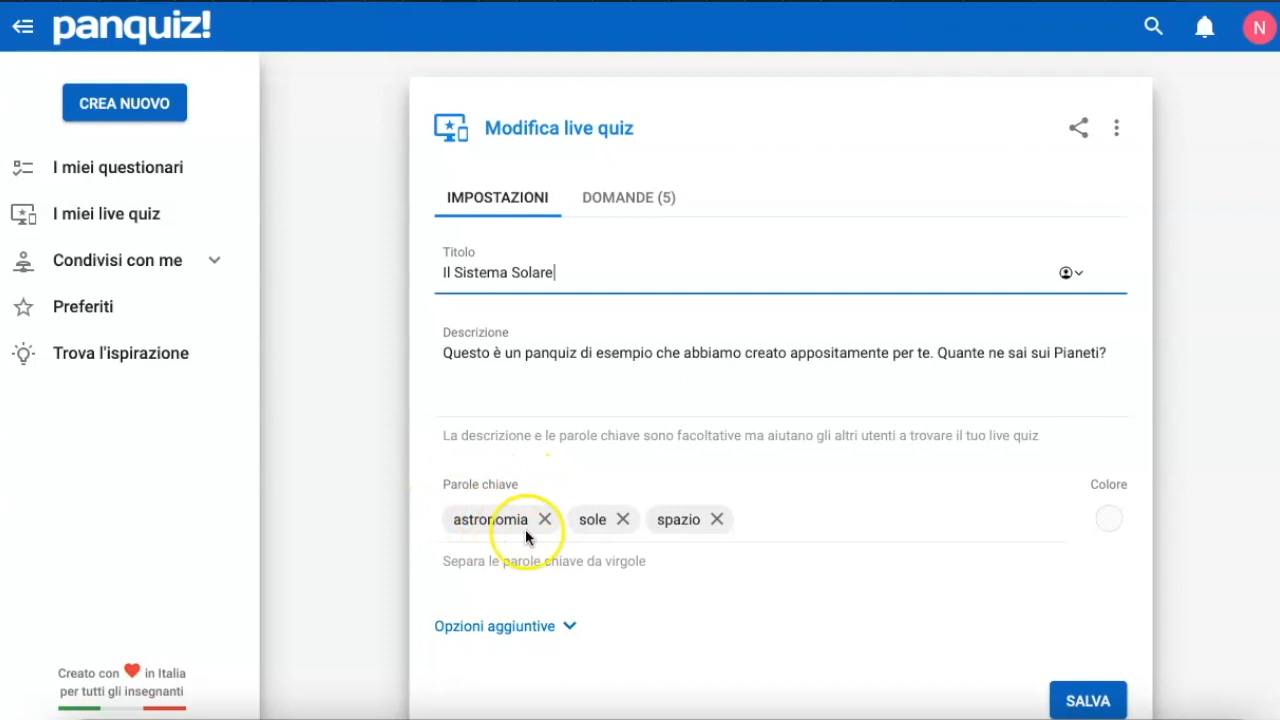 panquiz!
N
CREA NUOVO
I miei questionari
I miei live quiz
Condivisi con me
Preferiti
Trova l'ispirazione
Creato con ❤ in Italia
per tutti gli insegnanti
Modifica live quiz
IMPOSTAZIONI DOMANDE (5)
Titolo
Il Sistema Solare
Descrizione
Questo è un panquiz di esempio che abbiamo creato appositamente per te. Quante ne sai sui Pianeti?
La descrizione e le parole chiave sono facoltative ma aiutano gli altri utenti a trovare il tuo live quiz
Parole chiave Colore
astronomia sole spazio
Separa le parole chiave da virgole
Opzioni aggiuntive
SALVA